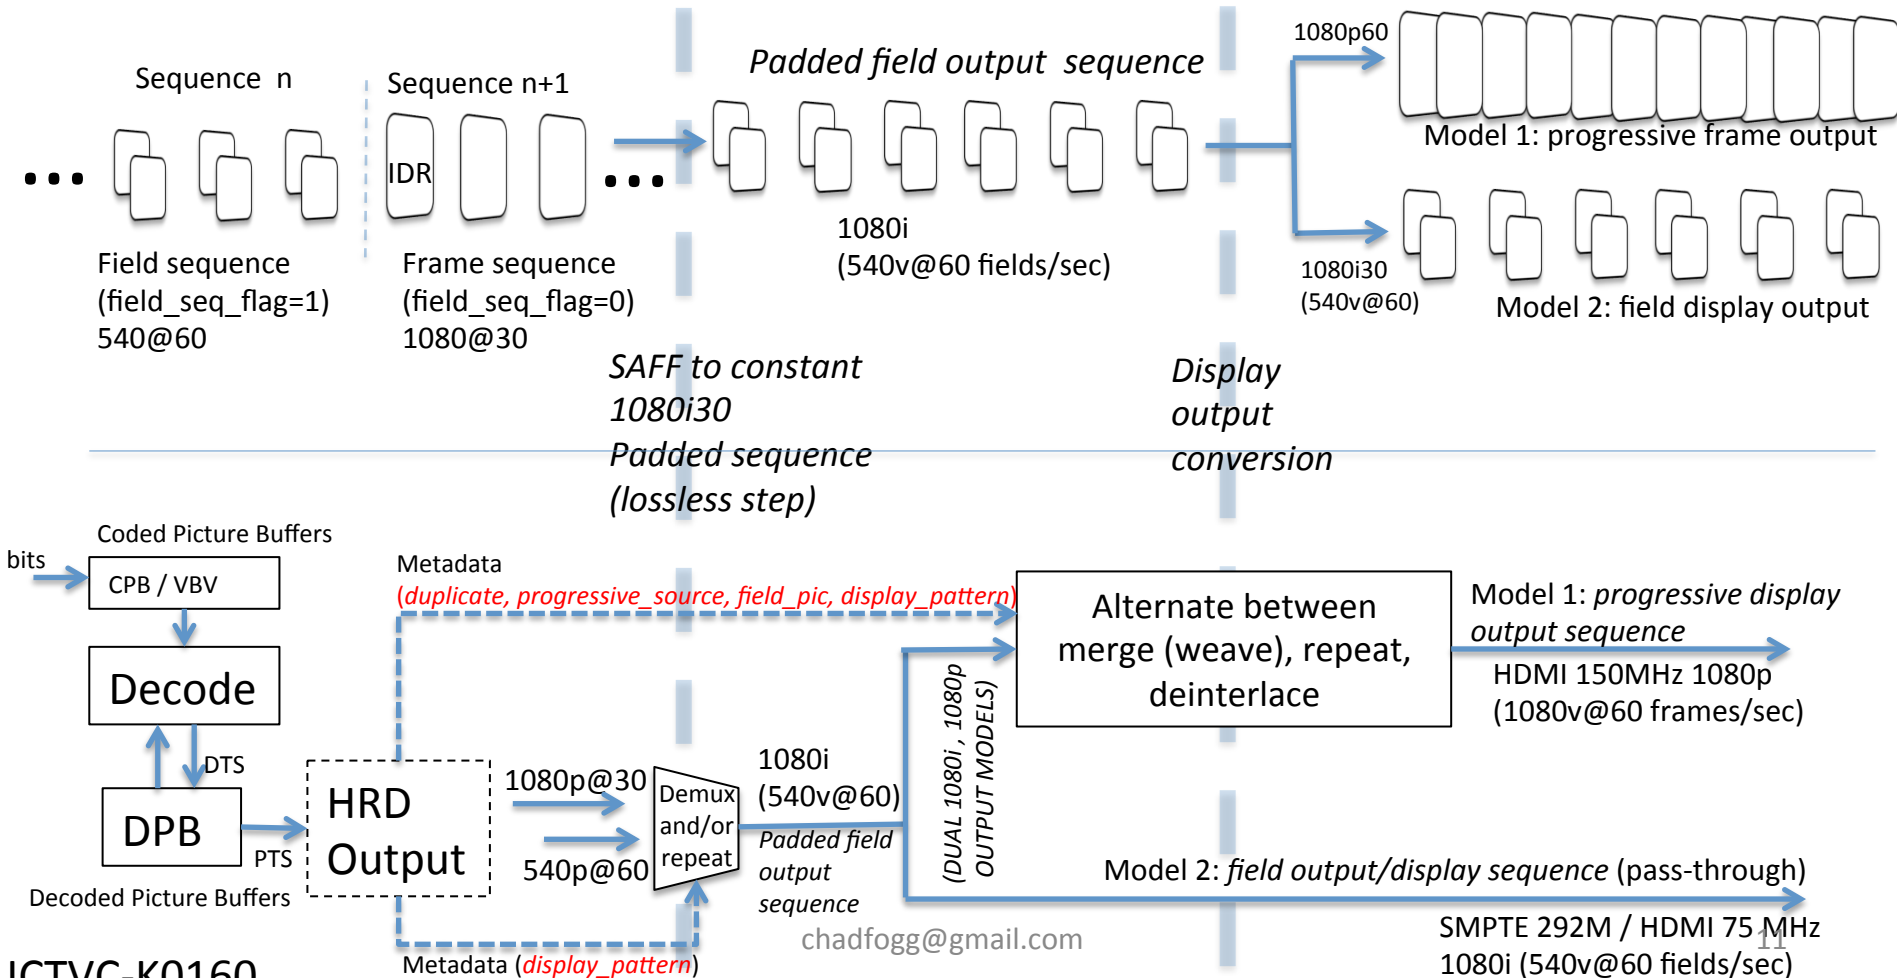 Sequence n
Sequence n+1
Padded field output sequence
1080p60
IDR
Model 1: progressive frame output
Field sequence
(field_seq_flag=1)
540@60
Frame sequence
(field_seq_flag=0)
1080@30
1080i
(540v@60 fields/sec)
1080i30
(540v@60)
Model 2: field display output
SAFF to constant
1080i30
Padded sequence
(lossless step)
Display
output
conversion
Coded Picture Buffers
bits
CPB / VBV
Decode
DTS
DPB
PTS
Decoded Picture Buffers
HRD
Output
Metadata
(duplicate, progressive_source, field_pic, display_pattern)
1080p@30
540p@60
Demux
and/or
repeat
Metadata (display_pattern)
1080i
(540v@60)
Padded field
output
sequence
(DUAL 1080i , 1080p
OUTPUT MODELS)
Alternate between
merge (weave), repeat,
deinterlace
Model 1: progressive display
output sequence
HDMI 150MHz 1080p
(1080v@60 frames/sec)
Model 2: field output/display sequence (pass-through)
SMPTE 292M / HDMI 75 MHz
1080i (540v@60 fields/sec)
chadfogg@gmail.com
11
JCTVC-K0160